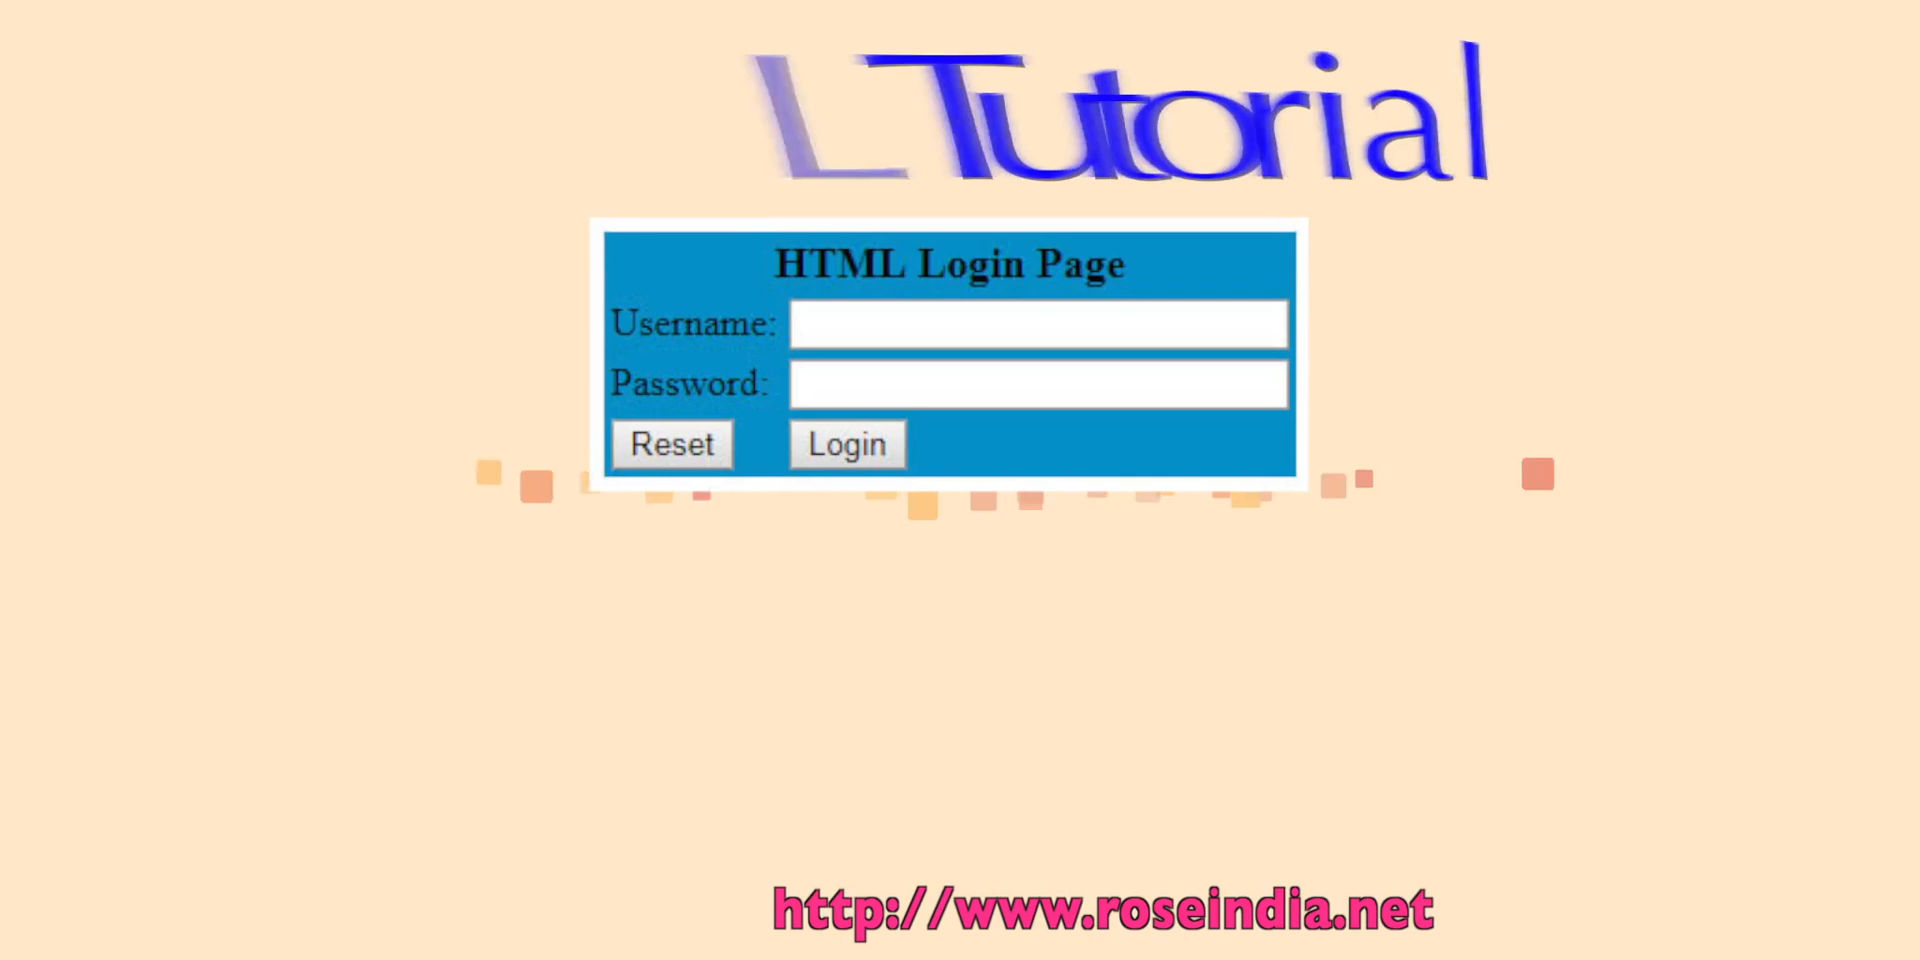 L Tutorial
HTML Login Page
Username:
Password:
Reset Login
http://www.roseindia.net